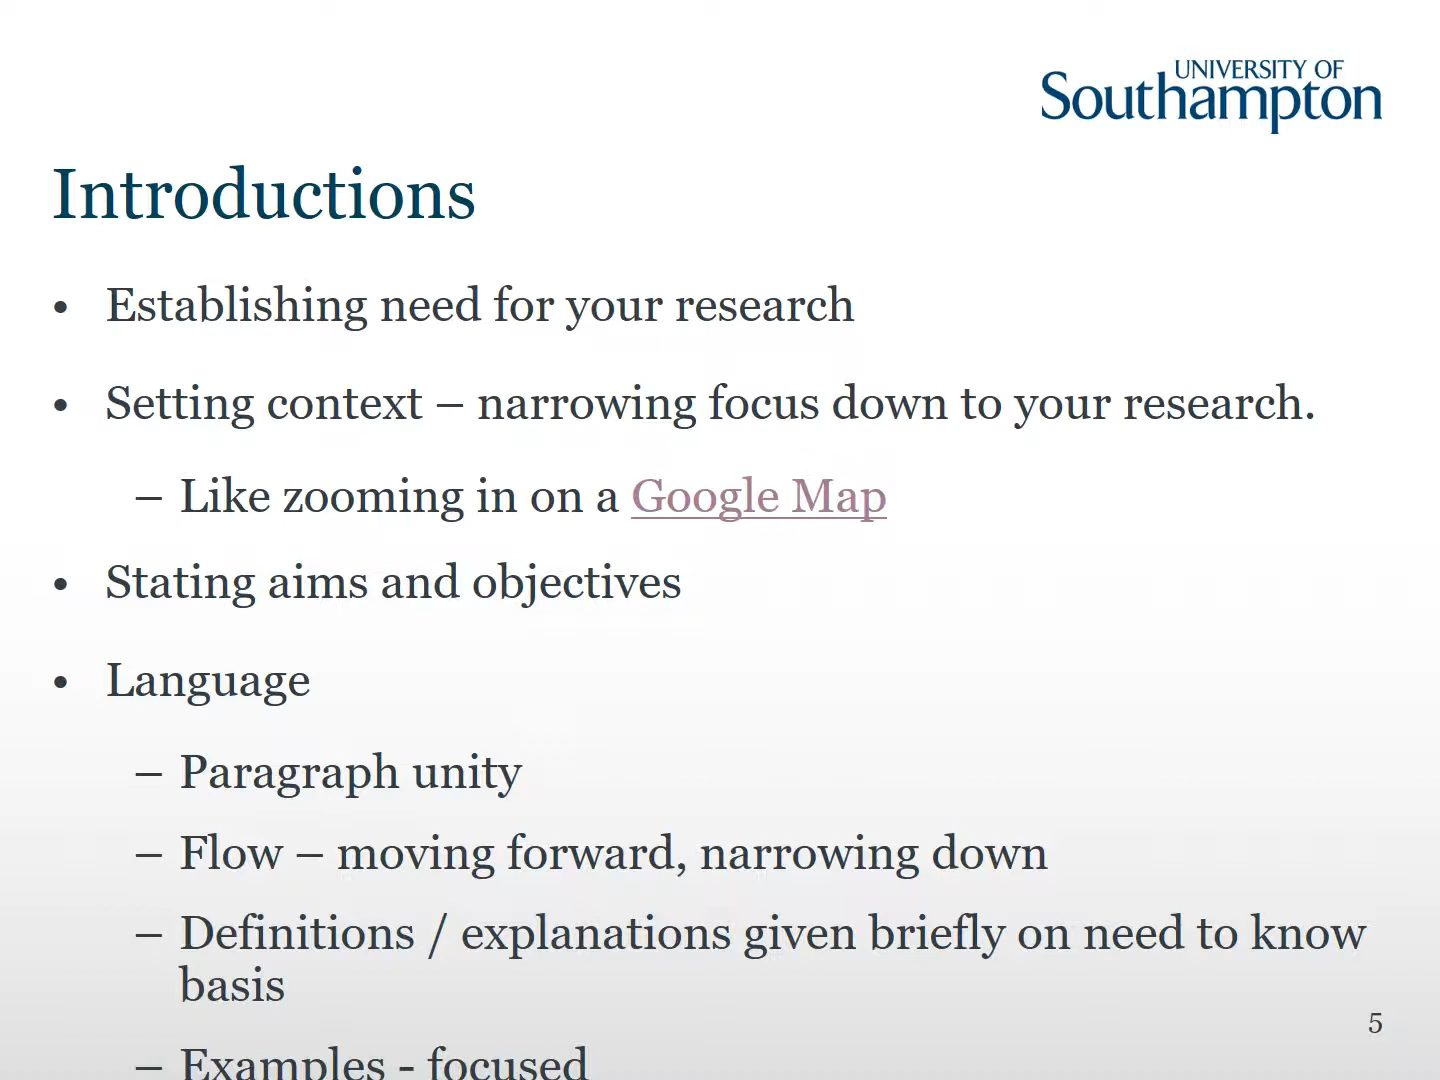 UNIVERSITY OF
Southampton
Introductions
• Establishing need for your research
• Setting context – narrowing focus down to your research.
– Like zooming in on a Google Map
• Stating aims and objectives
• Language
– Paragraph unity
– Flow – moving forward, narrowing down
– Definitions / explanations given briefly on need to know
basis
– Examples - focused
5